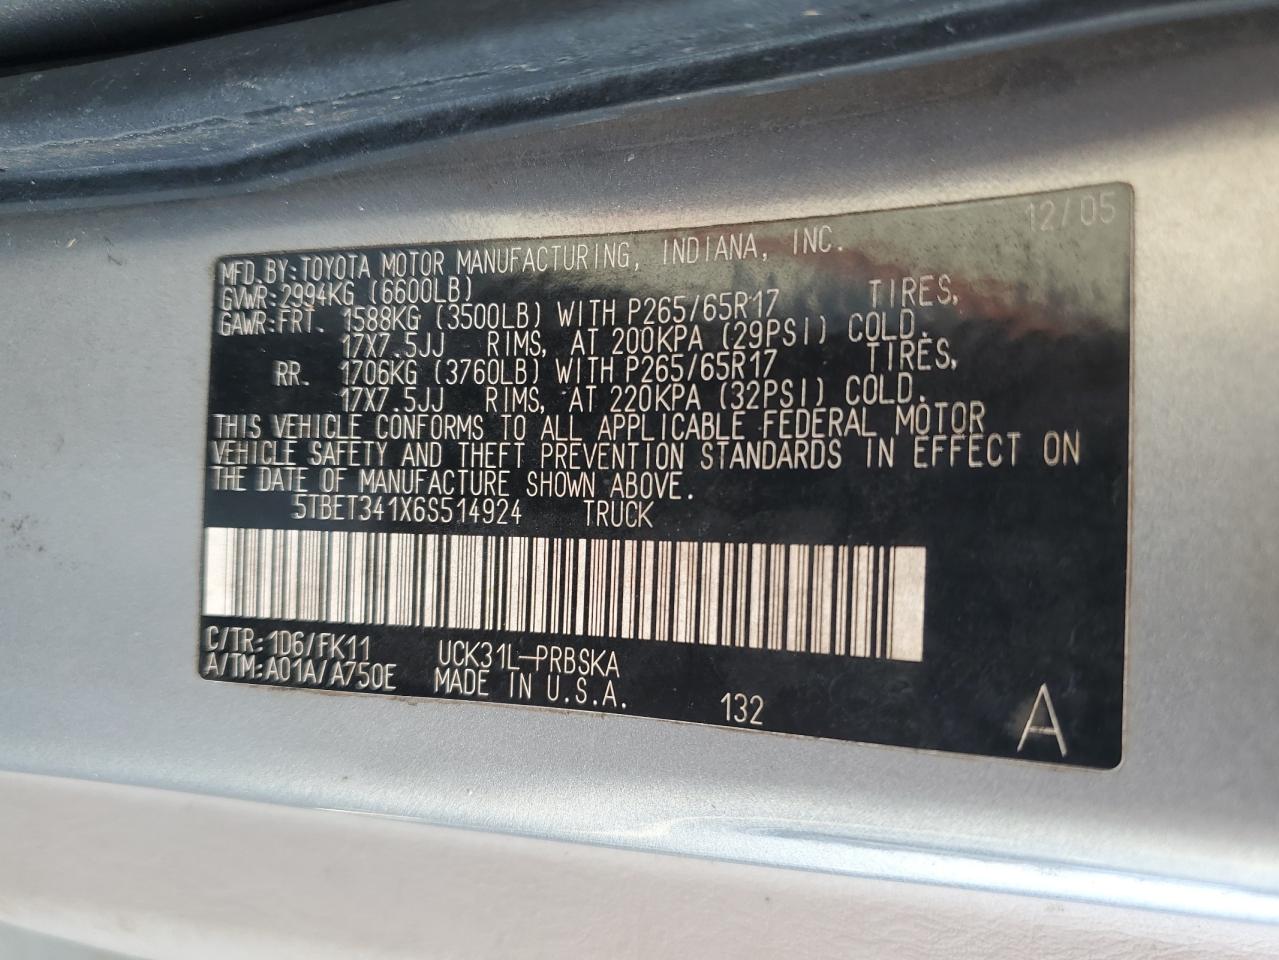 12/05
MFD.BY:TOYOTA MOTOR MANUFACTURING, INDIANA, INC.
GVWR:2994KG (6600LB)
GAWR:FRT. 1588KG (3500LB) WITH P265/65R17 TIRES,
17X7.5JJ RIMS, AT 200KPA (29PSI) COLD.
RR. 1706KG (3760LB) WITH P265/65R17 TIRES,
17X7.5JJ RIMS, AT 220KPA (32PSI) COLD.
THIS VEHICLE CONFORMS TO ALL APPLICABLE FEDERAL MOTOR
VEHICLE SAFETY AND THEFT PREVENTION STANDARDS IN EFFECT ON
THE DATE OF MANUFACTURE SHOWN ABOVE.
5TBET341X6S514924 TRUCK
C/TR:1D6/FK11 UCK31L-PRBSKA
A/TM:A01A/A750E MADE IN U.S.A. 132 A